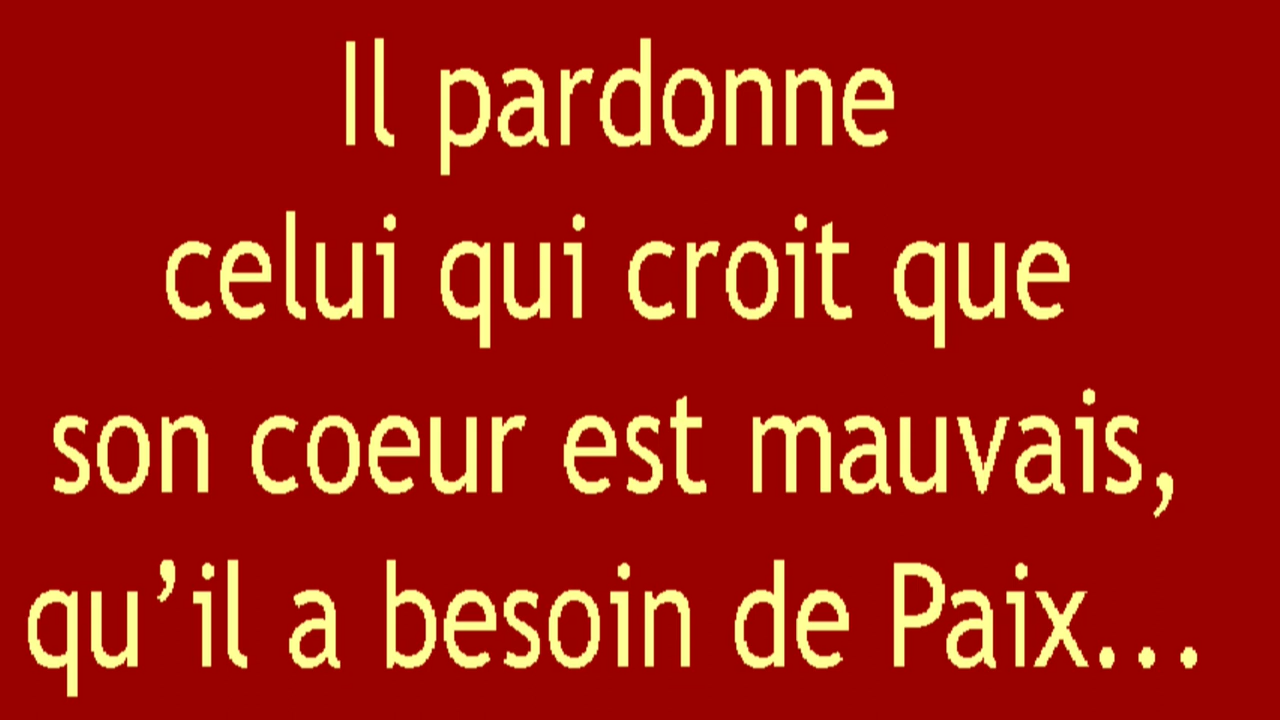 Il pardonne
celui qui croit que
son coeur est mauvais,
qu’il a besoin de Paix...